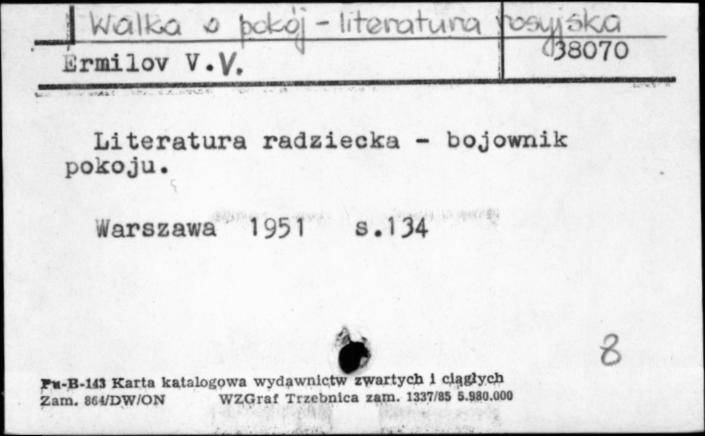 Walka o pokój - literatura rosyjska
38070
Ermilov V.V.
Literatura radziecka - bojownik
pokoju.
Warszawa 1951 s.134
8
Pu-B-143 Karta katalogowa wydawnictw zwartych i ciągłych
Zam. 864/DW/ON WZGraf Trzebnica zam. 1337/85 5.980.000